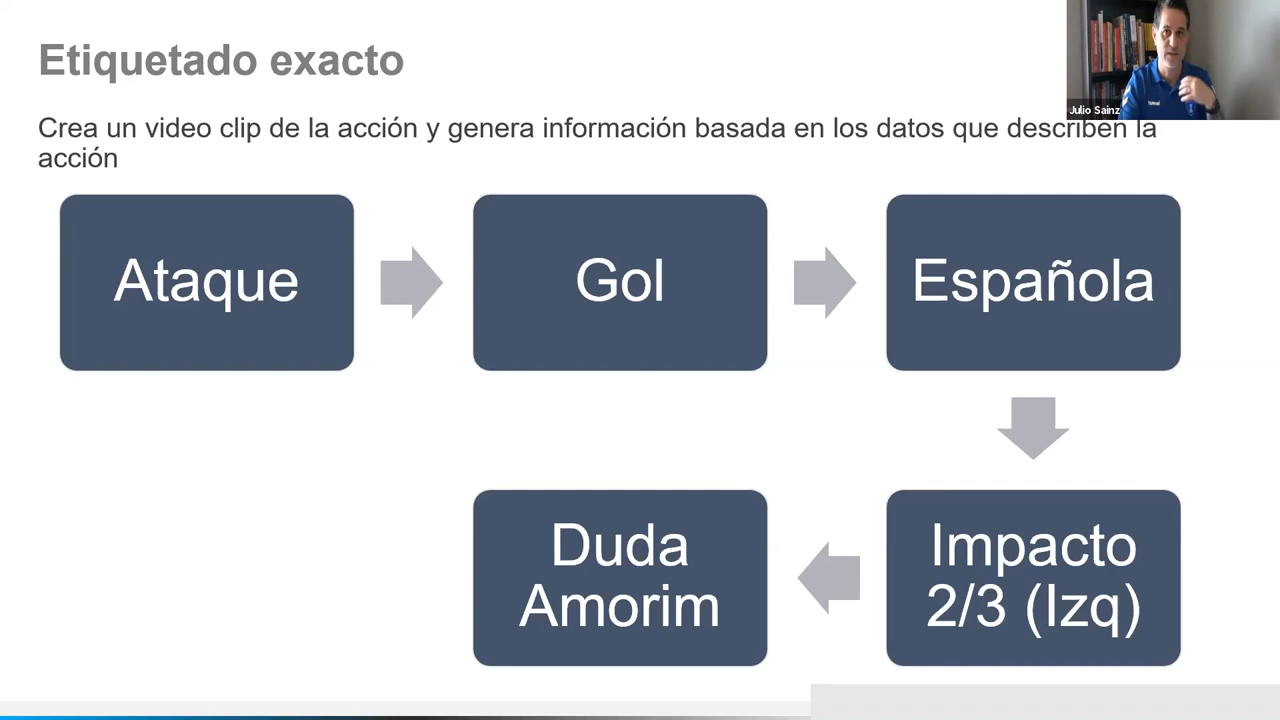 Etiquetado exacto
Julio Sainz
Crea un video clip de la acción y genera información basada en los datos que describen la
acción
Ataque
Gol
Española
Impacto
2/3 (Izq)
Duda
Amorim